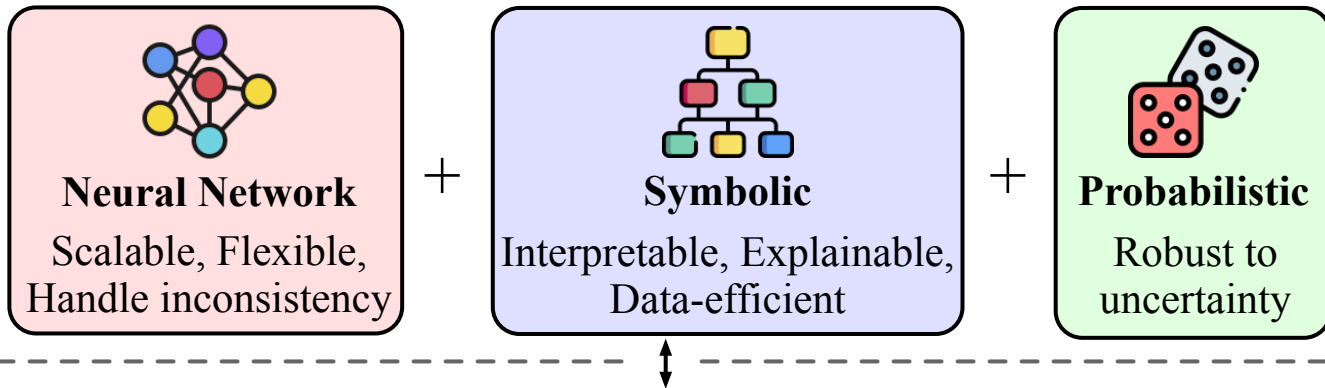 Neural Network
Scalable, Flexible,
Handle inconsistency
+
Symbolic
Interpretable, Explainable,
Data-efficient
+
Probabilistic
Robust to
uncertainty